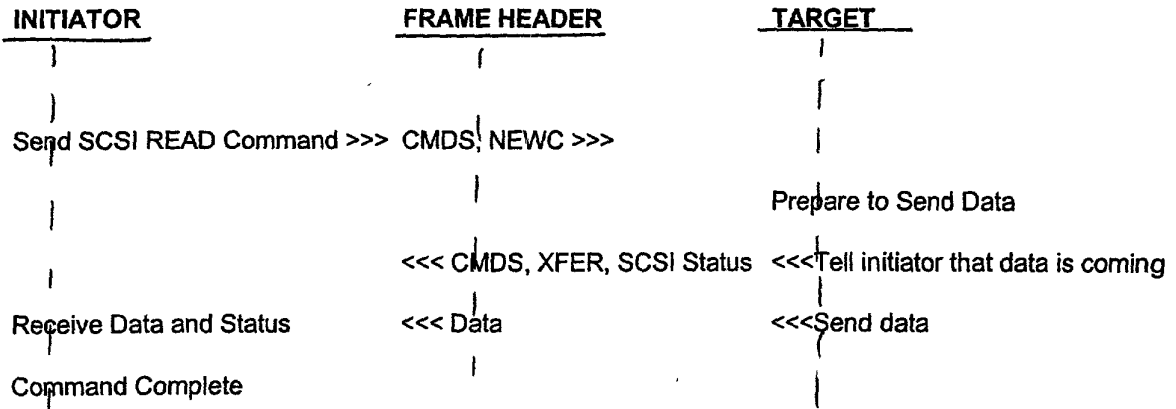 INITIATOR FRAME HEADER TARGET
Send SCSI READ Command >>> CMDS, NEWC >>>
Prepare to Send Data
<<< CMDS, XFER, SCSI Status <<<Tell initiator that data is coming
Receive Data and Status <<< Data <<<Send data
Command Complete